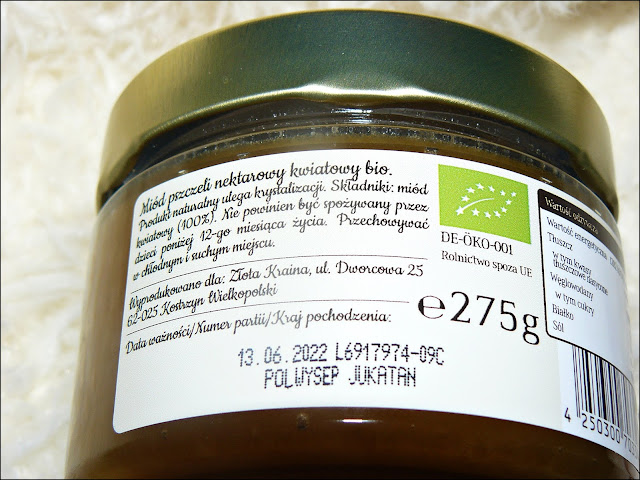 Miód pszczeli nektarowy kwiatowy bio.
Produkt naturalny ulega krystalizacji. Składniki: miód
kwiatowy (100%). Nie powinien być spożywany przez
dzieci poniżej 12-go miesiąca życia. Przechowywać
w chłodnym i suchym miejscu.
Wyprodukowano dla: Złota Kraina, ul. Dworcowa 25
62-025 Kostrzyn Wielkopolski
Data ważności/Numer partii/Kraj pochodzenia:
13.06.2022 L6917974-09C
POLWYSEP JUKATAN
DE-ÖKO-001
Rolnictwo spoza UE
℮275g
Wartość
Wartość energetyczna
Tłuszcz
w tym kwasy
tłuszczowe nasycone
Węglowodany
w tym cukry
Białko
Sól
4 250300